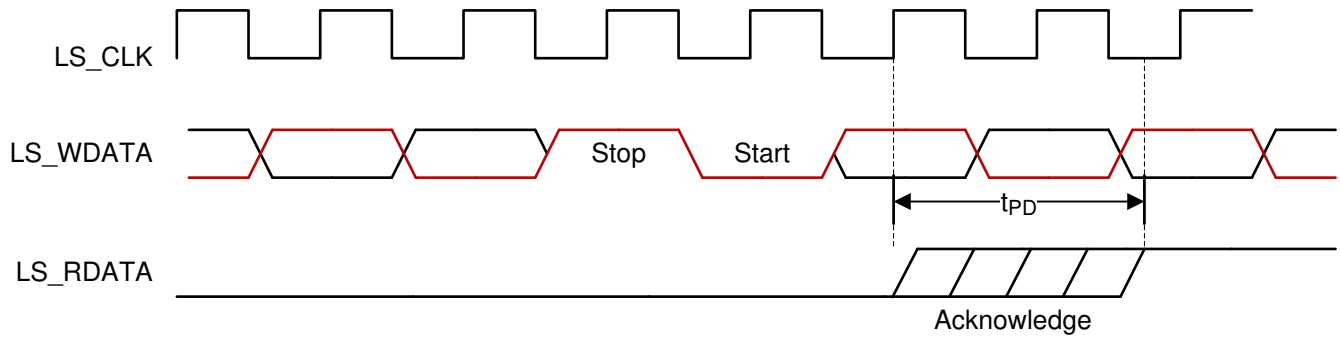 LS_CLK
LS_WDATA
Stop
Start
tPD
LS_RDATA
Acknowledge